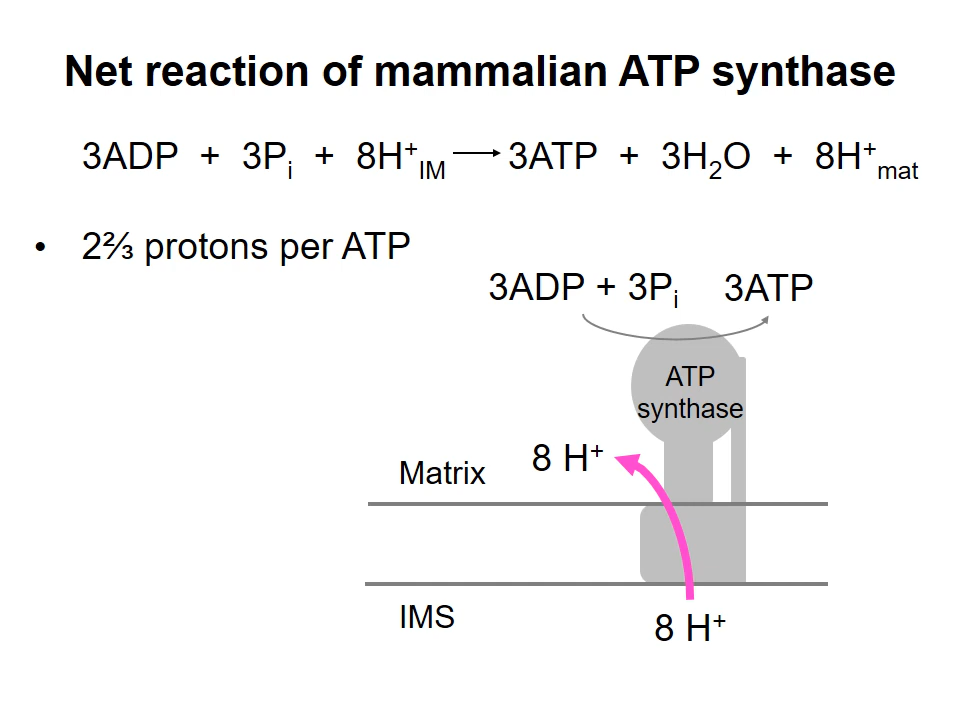 Net reaction of mammalian ATP synthase
3ADP + 3Pᵢ + 8H⁺IM ⟶ 3ATP + 3H₂O + 8H⁺mat
• 2⅔ protons per ATP
3ADP + 3Pᵢ 3ATP
ATP
synthase
8 H⁺
Matrix
IMS
8 H⁺